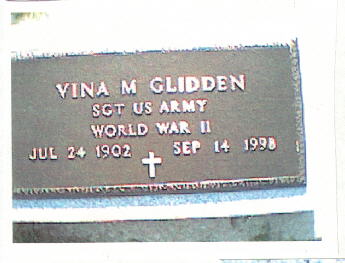 VINA M GLIDDEN
SGT US ARMY
WORLD WAR II
JUL 24 1902 SEP 14 1998